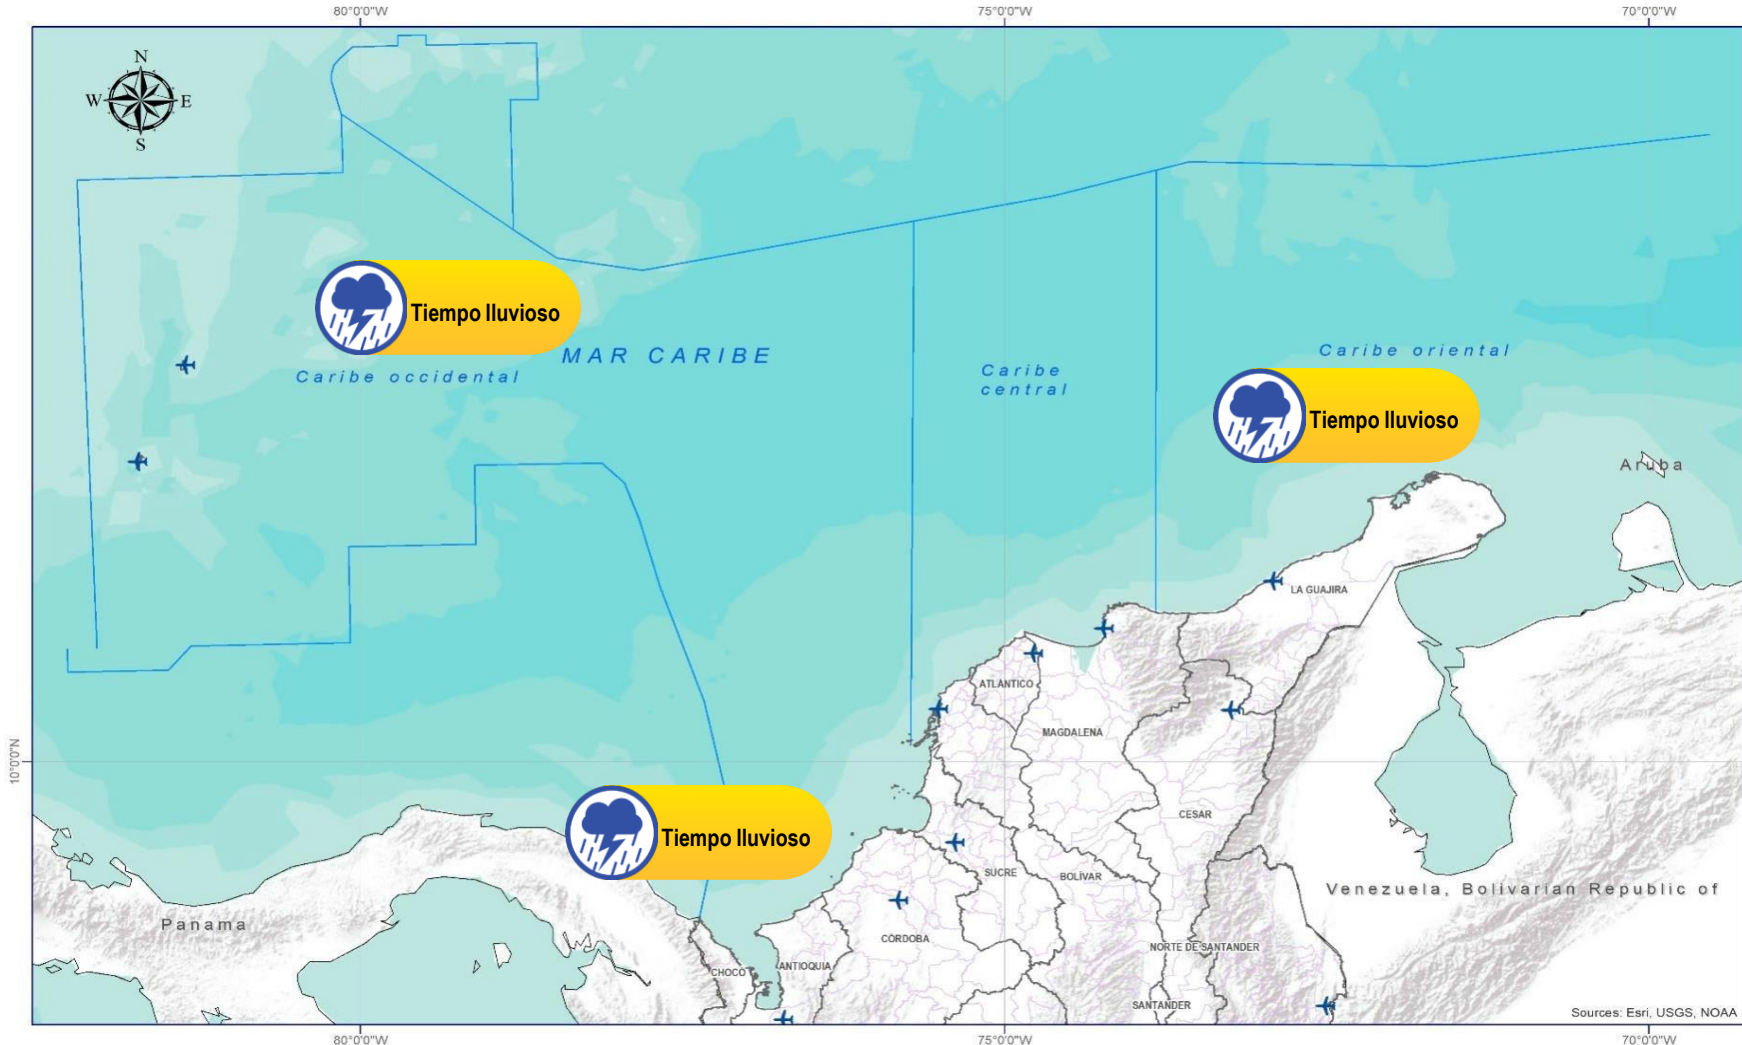 80°0'0"W
75°0'0"W
70°0'0"W
N
W
E
S
Tiempo lluvioso
MAR CARIBE
Caribe occidental
Caribe
central
Caribe oriental
Tiempo lluvioso
Aruba
LA GUAJIRA
ATLÁNTICO
MAGDALENA
10°0'0"N
CESAR
Tiempo lluvioso
SUCRE
BOLÍVAR
Venezuela, Bolivarian Republic of
Panama
CÓRDOBA
NORTE DE SANTANDER
CHOCÓ
ANTIOQUIA
SANTANDER
Sources: Esri, USGS, NOAA
80°0'0"W
75°0'0"W
70°0'0"W